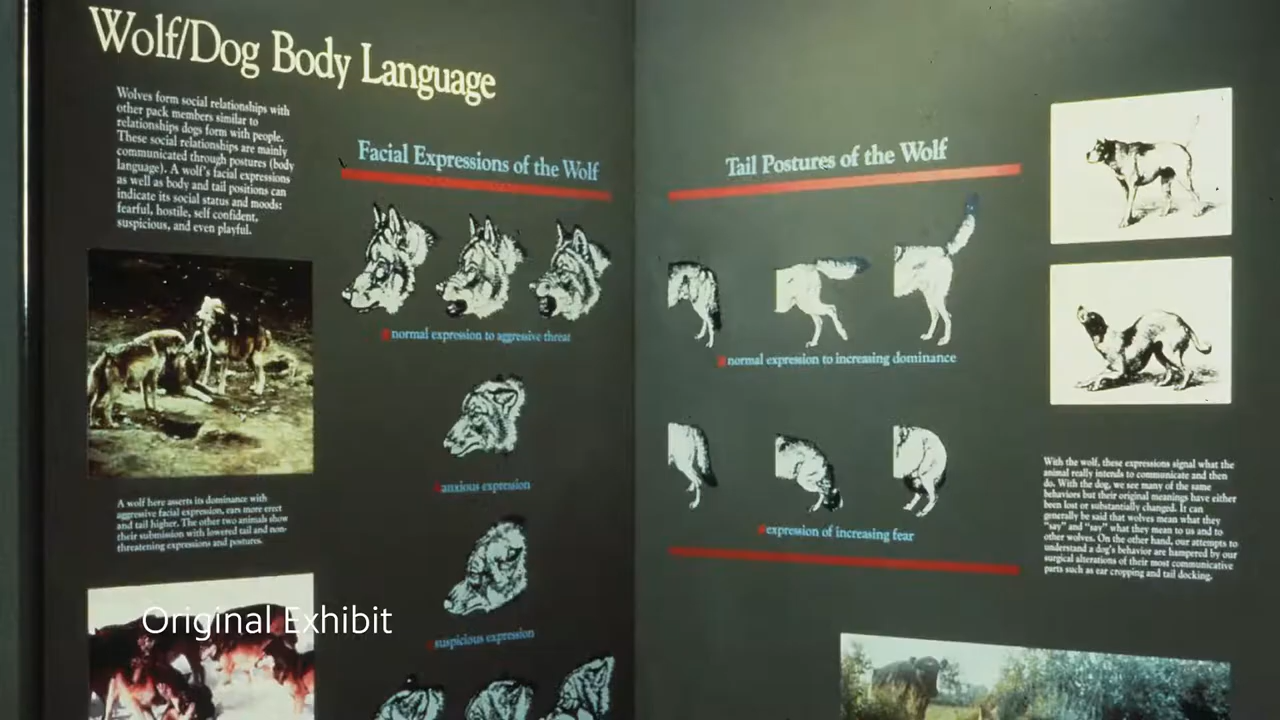 Wolf/Dog Body Language
Wolves form social relationships with
other pack members similar to
relationships dogs form with people.
These social relationships are mainly
communicated through postures (body
language). A wolf's facial expressions
as well as body and tail positions can
indicate its social status and moods:
fearful, hostile, self confident,
suspicious, and even playful.
A wolf here asserts its dominance with
aggressive facial expression, ears more erect
and tail higher. The other two animals show
their submission with lowered tail and non-
threatening expressions and postures.
Facial Expressions of the Wolf
normal expression to aggressive threat
anxious expression
suspicious expression
Tail Postures of the Wolf
normal expression to increasing dominance
expression of increasing fear
With the wolf, these expressions signal what the
animal really intends to communicate and then
do. With the dog, we see many of the same
behaviors but their original meanings have either
been lost or substantially changed. It can
generally be said that wolves mean what they
"say" and "say" what they mean to us and to
other wolves. On the other hand, our attempts to
understand a dog's behavior are hampered by our
surgical alterations of their most communicative
parts such as ear cropping and tail docking.
Original Exhibit